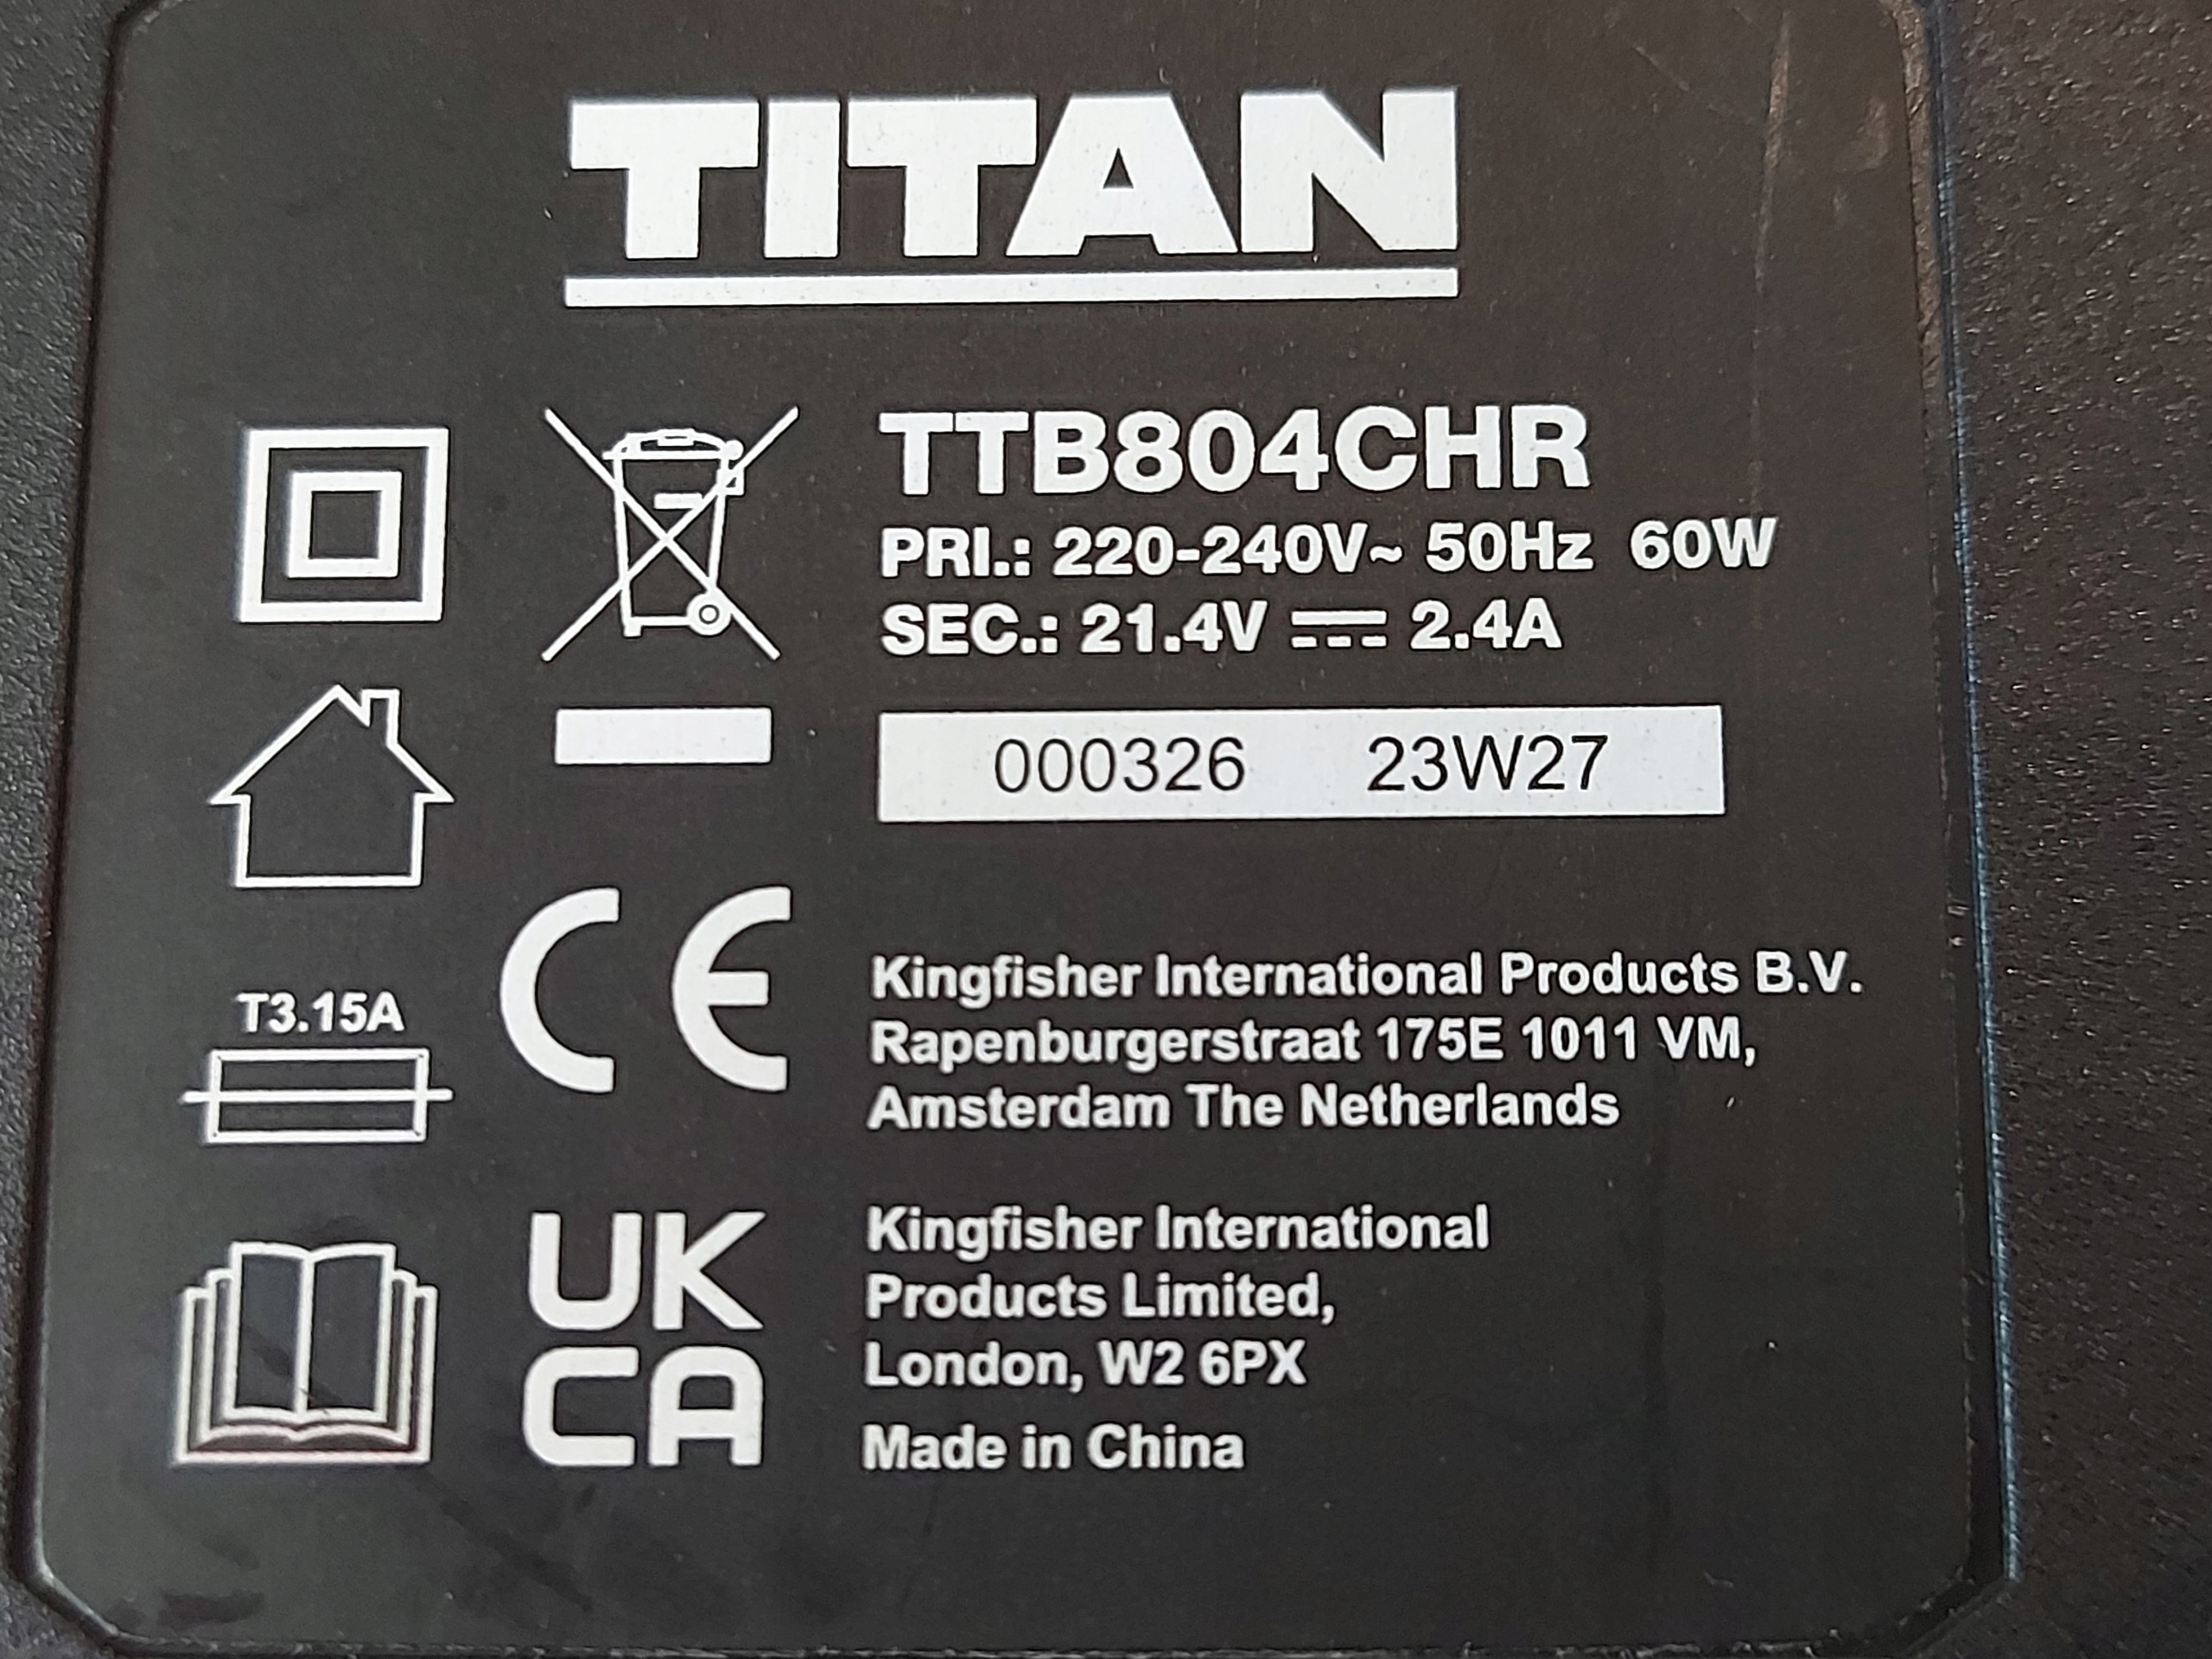 TITAN
TTB804CHR
PRI.: 220-240V~ 50Hz 60W
SEC.: 21.4V ⎓ 2.4A
000326 23W27
T3.15A
CE
Kingfisher International Products B.V.
Rapenburgerstraat 175E 1011 VM,
Amsterdam The Netherlands
UK
CA
Kingfisher International
Products Limited,
London, W2 6PX
Made in China